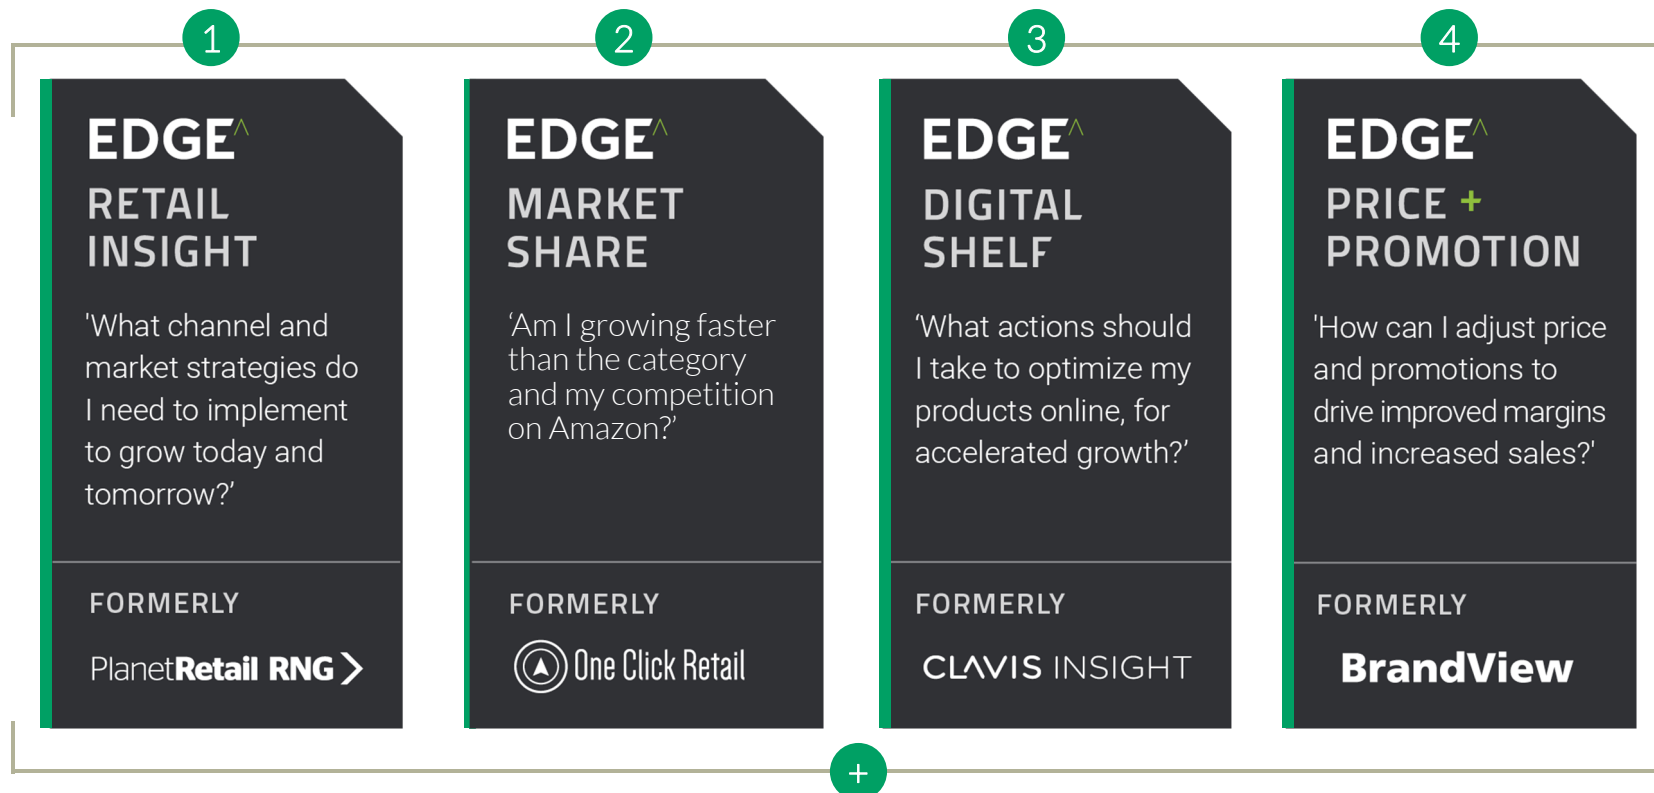 1
EDGE^
RETAIL
INSIGHT
'What channel and
market strategies do
I need to implement
to grow today and
tomorrow?’
FORMERLY
PlanetRetail RNG
2
EDGE^
MARKET
SHARE
‘Am I growing faster
than the category
and my competition
on Amazon?’
FORMERLY
One Click Retail
3
EDGE^
DIGITAL
SHELF
‘What actions should
I take to optimize my
products online, for
accelerated growth?’
FORMERLY
CLAVIS INSIGHT
4
EDGE^
PRICE +
PROMOTION
'How can I adjust price
and promotions to
drive improved margins
and increased sales?'
FORMERLY
BrandView
+